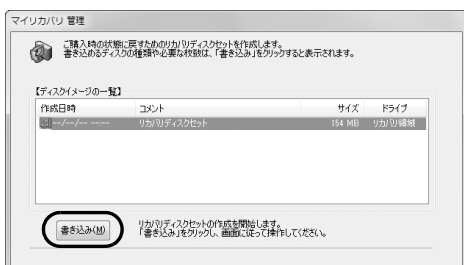 マイリカバリ 管理
ご購入時の状態に戻すためのリカバリディスクセットを作成します。
書き込めるディスクの種類や必要な枚数は、「書き込み」をクリックすると表示されます。
【ディスクイメージの一覧】
作成日時 コメント サイズ ドライブ
--/--/-- --:-- リカバリディスクセット 154 MB リカバリ領域
書き込み(M)
リカバリディスクセットの作成を開始します。
「書き込み」をクリックし、画面に従って操作してください。